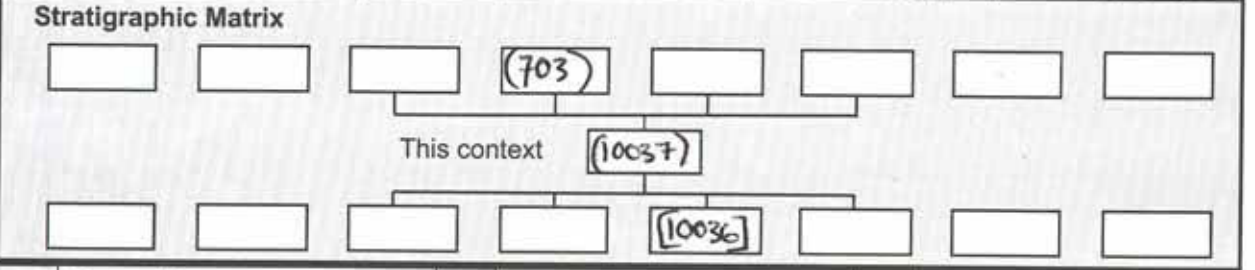 Stratigraphic Matrix
(703)
This context (10037)
[10036]